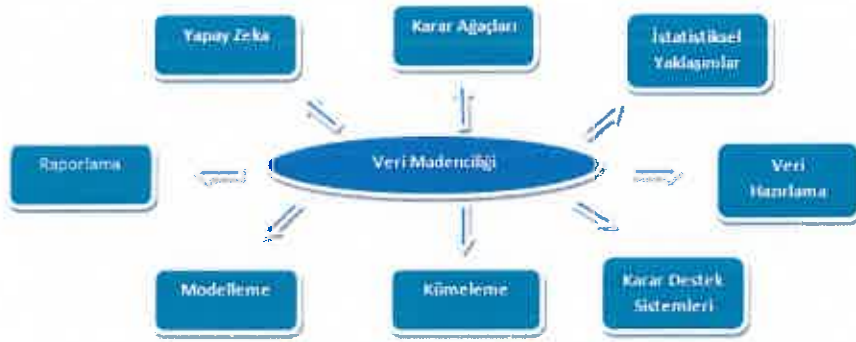 Yapay Zeka
Karar Ağaçları
İstatistiksel
Yaklaşımlar
Raporlama
Veri Madenciliği
Veri
Hazırlama
Modelleme
Kümeleme
Karar Destek
Sistemleri